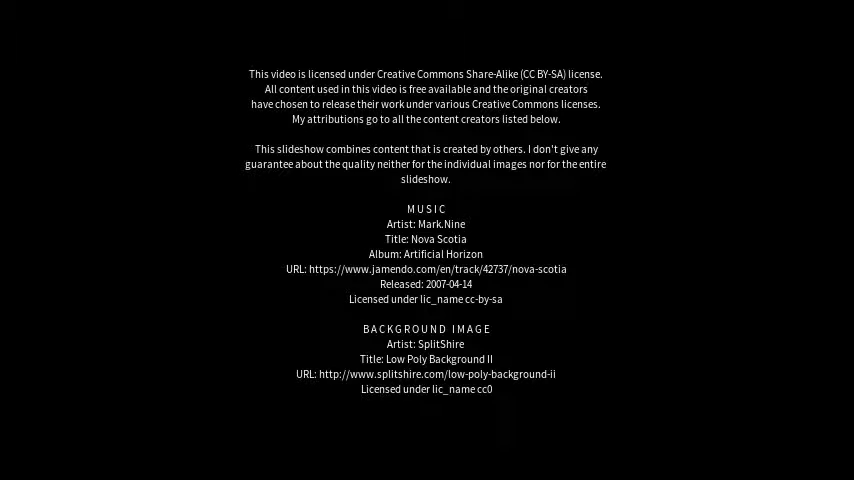 This video is licensed under Creative Commons Share-Alike (CC BY-SA) license.
All content used in this video is free available and the original creators
have chosen to release their work under various Creative Commons licenses.
My attributions go to all the content creators listed below.
This slideshow combines content that is created by others. I don't give any
guarantee about the quality neither for the individual images nor for the entire
slideshow.
MUSIC
Artist: Mark.Nine
Title: Nova Scotia
Album: Artificial Horizon
URL: https://www.jamendo.com/en/track/42737/nova-scotia
Released: 2007-04-14
Licensed under lic_name cc-by-sa
BACKGROUND IMAGE
Artist: SplitShire
Title: Low Poly Background II
URL: http://www.splitshire.com/low-poly-background-ii
Licensed under lic_name cc0